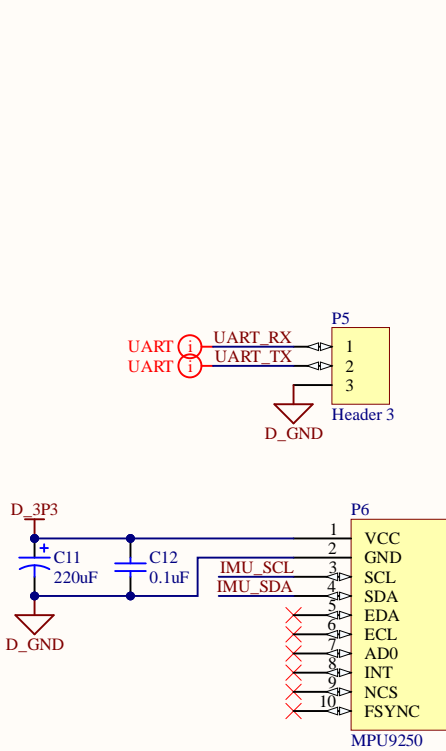 P5
UART i UART_RX 1
UART i UART_TX 2
3
Header 3
D_GND
D_3P3
P6
1 VCC
2 GND
C11
220uF
C12
0.1uF
IMU_SCL 3 SCL
IMU_SDA 4 SDA
5 EDA
6 ECL
7 AD0
8 INT
9 NCS
10 FSYNC
D_GND
MPU9250